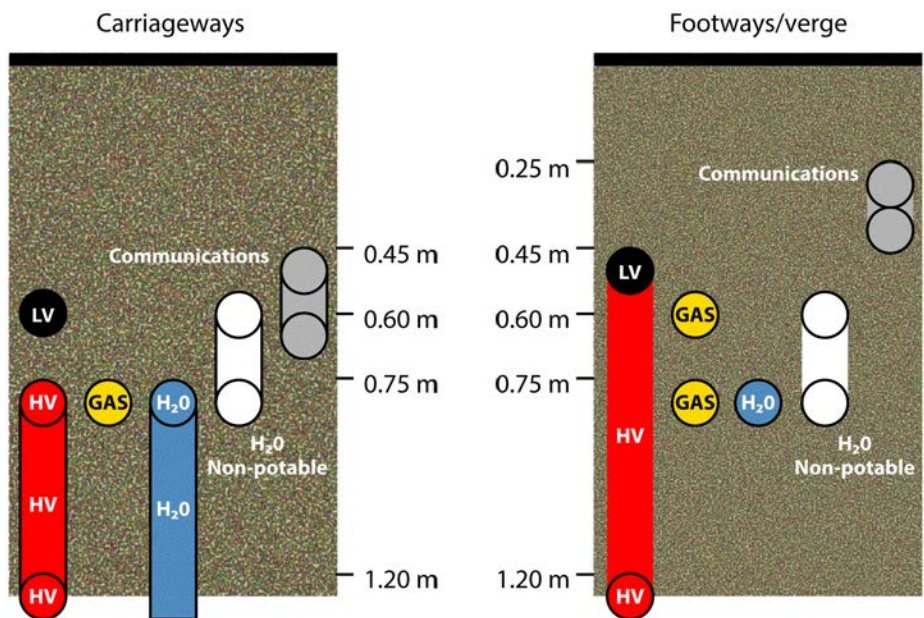 Carriageways
Communications
0.45 m
LV
0.60 m
0.75 m
HV
GAS
H₂0
H₂0
Non-potable
HV
H₂0
1.20 m
HV
Footways/verge
0.25 m
Communications
0.45 m
LV
0.60 m
GAS
0.75 m
GAS
H₂0
HV
H₂0
Non-potable
1.20 m
HV